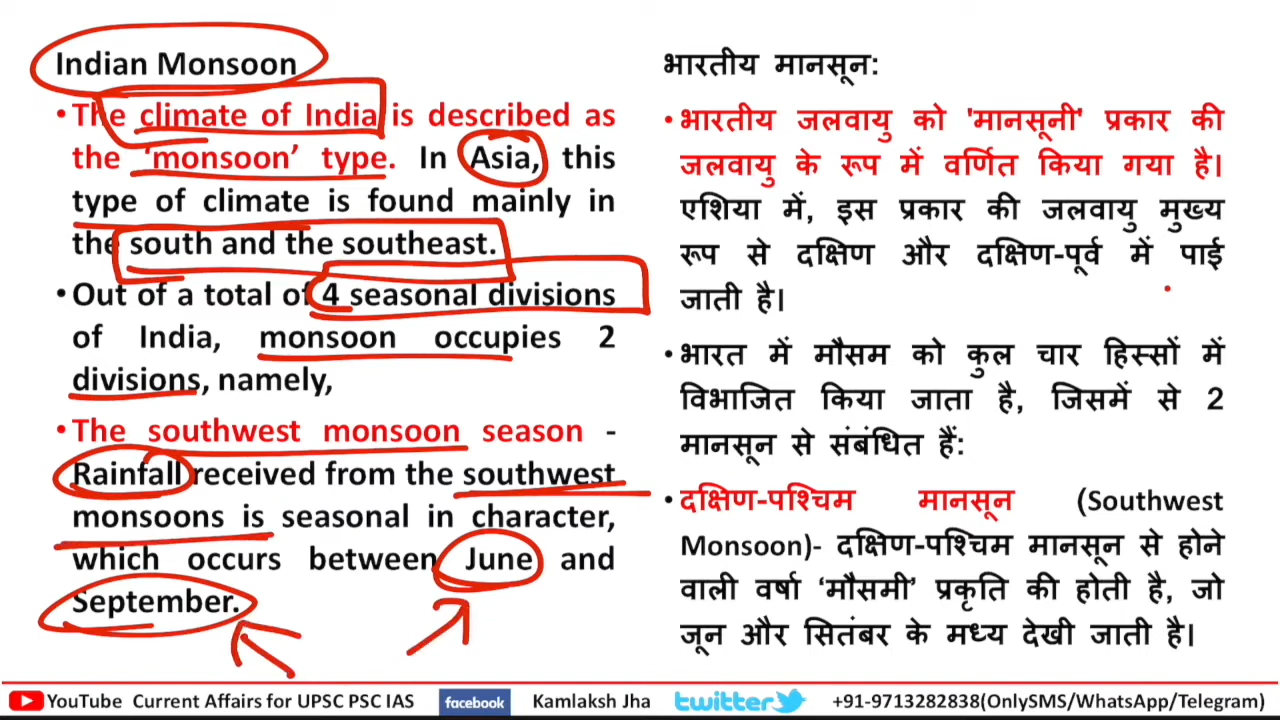 Indian Monsoon
•The climate of India is described as
the ‘monsoon’ type. In Asia, this
type of climate is found mainly in
the south and the southeast.
•Out of a total of 4 seasonal divisions
of India, monsoon occupies 2
divisions, namely,
•The southwest monsoon season -
Rainfall received from the southwest
monsoons is seasonal in character,
which occurs between June and
September.
भारतीय मानसून:
•भारतीय जलवायु को 'मानसूनी' प्रकार की
जलवायु के रूप में वर्णित किया गया है।
एशिया में, इस प्रकार की जलवायु मुख्य
रूप से दक्षिण और दक्षिण-पूर्व में पाई
जाती है।
•भारत में मौसम को कुल चार हिस्सों में
विभाजित किया जाता है, जिसमें से 2
मानसून से संबंधित हैं:
•दक्षिण-पश्चिम मानसून (Southwest
Monsoon)- दक्षिण-पश्चिम मानसून से होने
वाली वर्षा ‘मौसमी’ प्रकृति की होती है, जो
जून और सितंबर के मध्य देखी जाती है।
YouTube Current Affairs for UPSC PSC IAS facebook Kamlaksh Jha twitter +91-9713282838(OnlySMS/WhatsApp/Telegram)